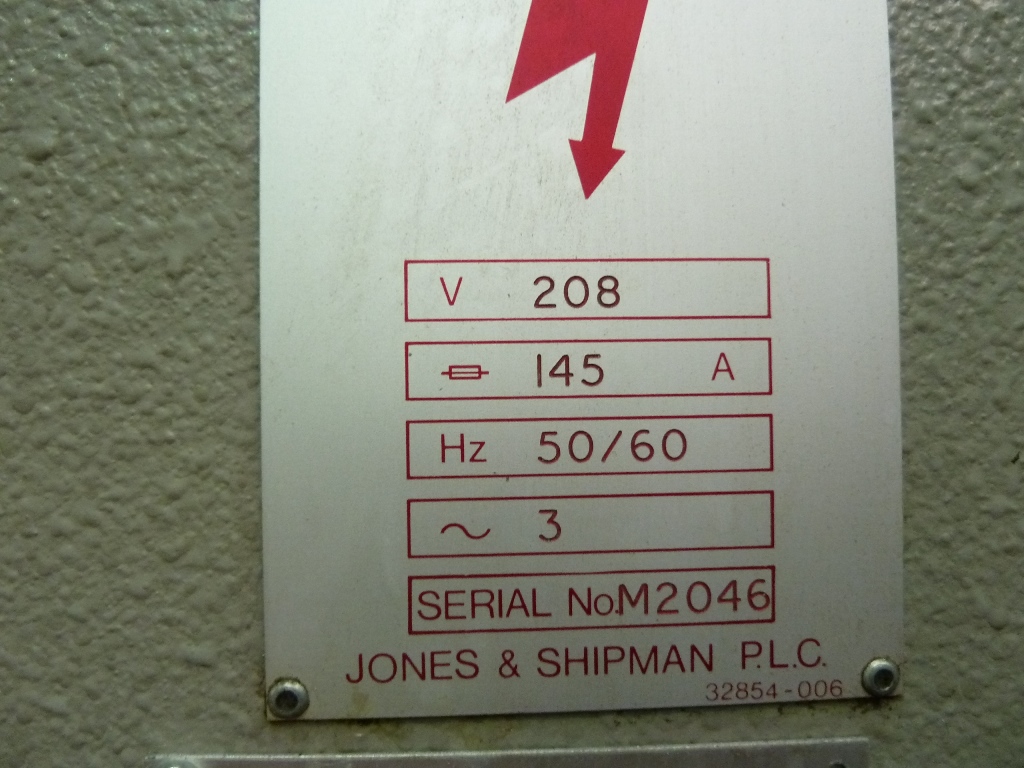 V 208
145 A
Hz 50/60
~ 3
SERIAL No.M2046
JONES & SHIPMAN P.L.C.
32854-006